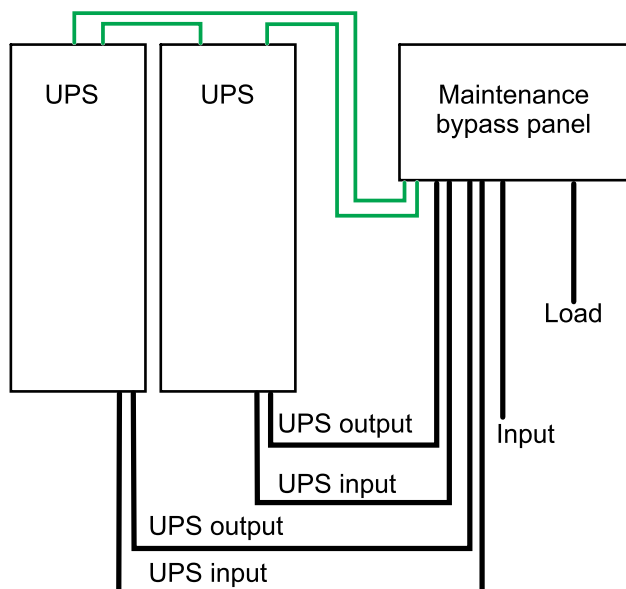 UPS
UPS
Maintenance
bypass panel
Load
UPS output
Input
UPS input
UPS output
UPS input